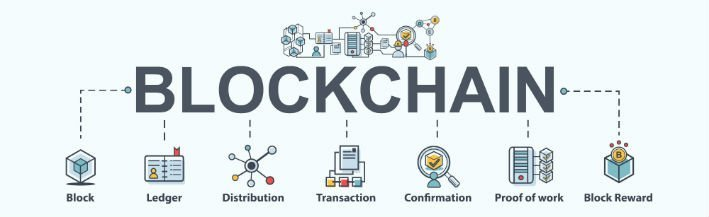 BLOCKCHAIN
Block
Ledger
Distribution
Transaction
Confirmation
Proof of work
Block Reward